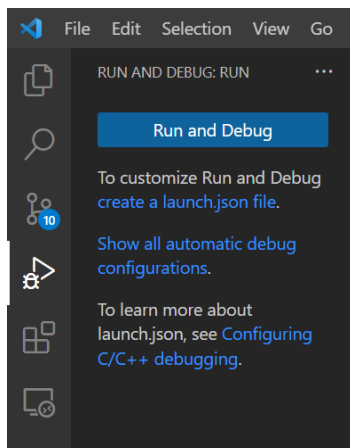 File Edit Selection View Go
RUN AND DEBUG: RUN
Run and Debug
To customize Run and Debug
create a launch.json file.
Show all automatic debug
configurations.
To learn more about
launch.json, see Configuring
C/C++ debugging.
10